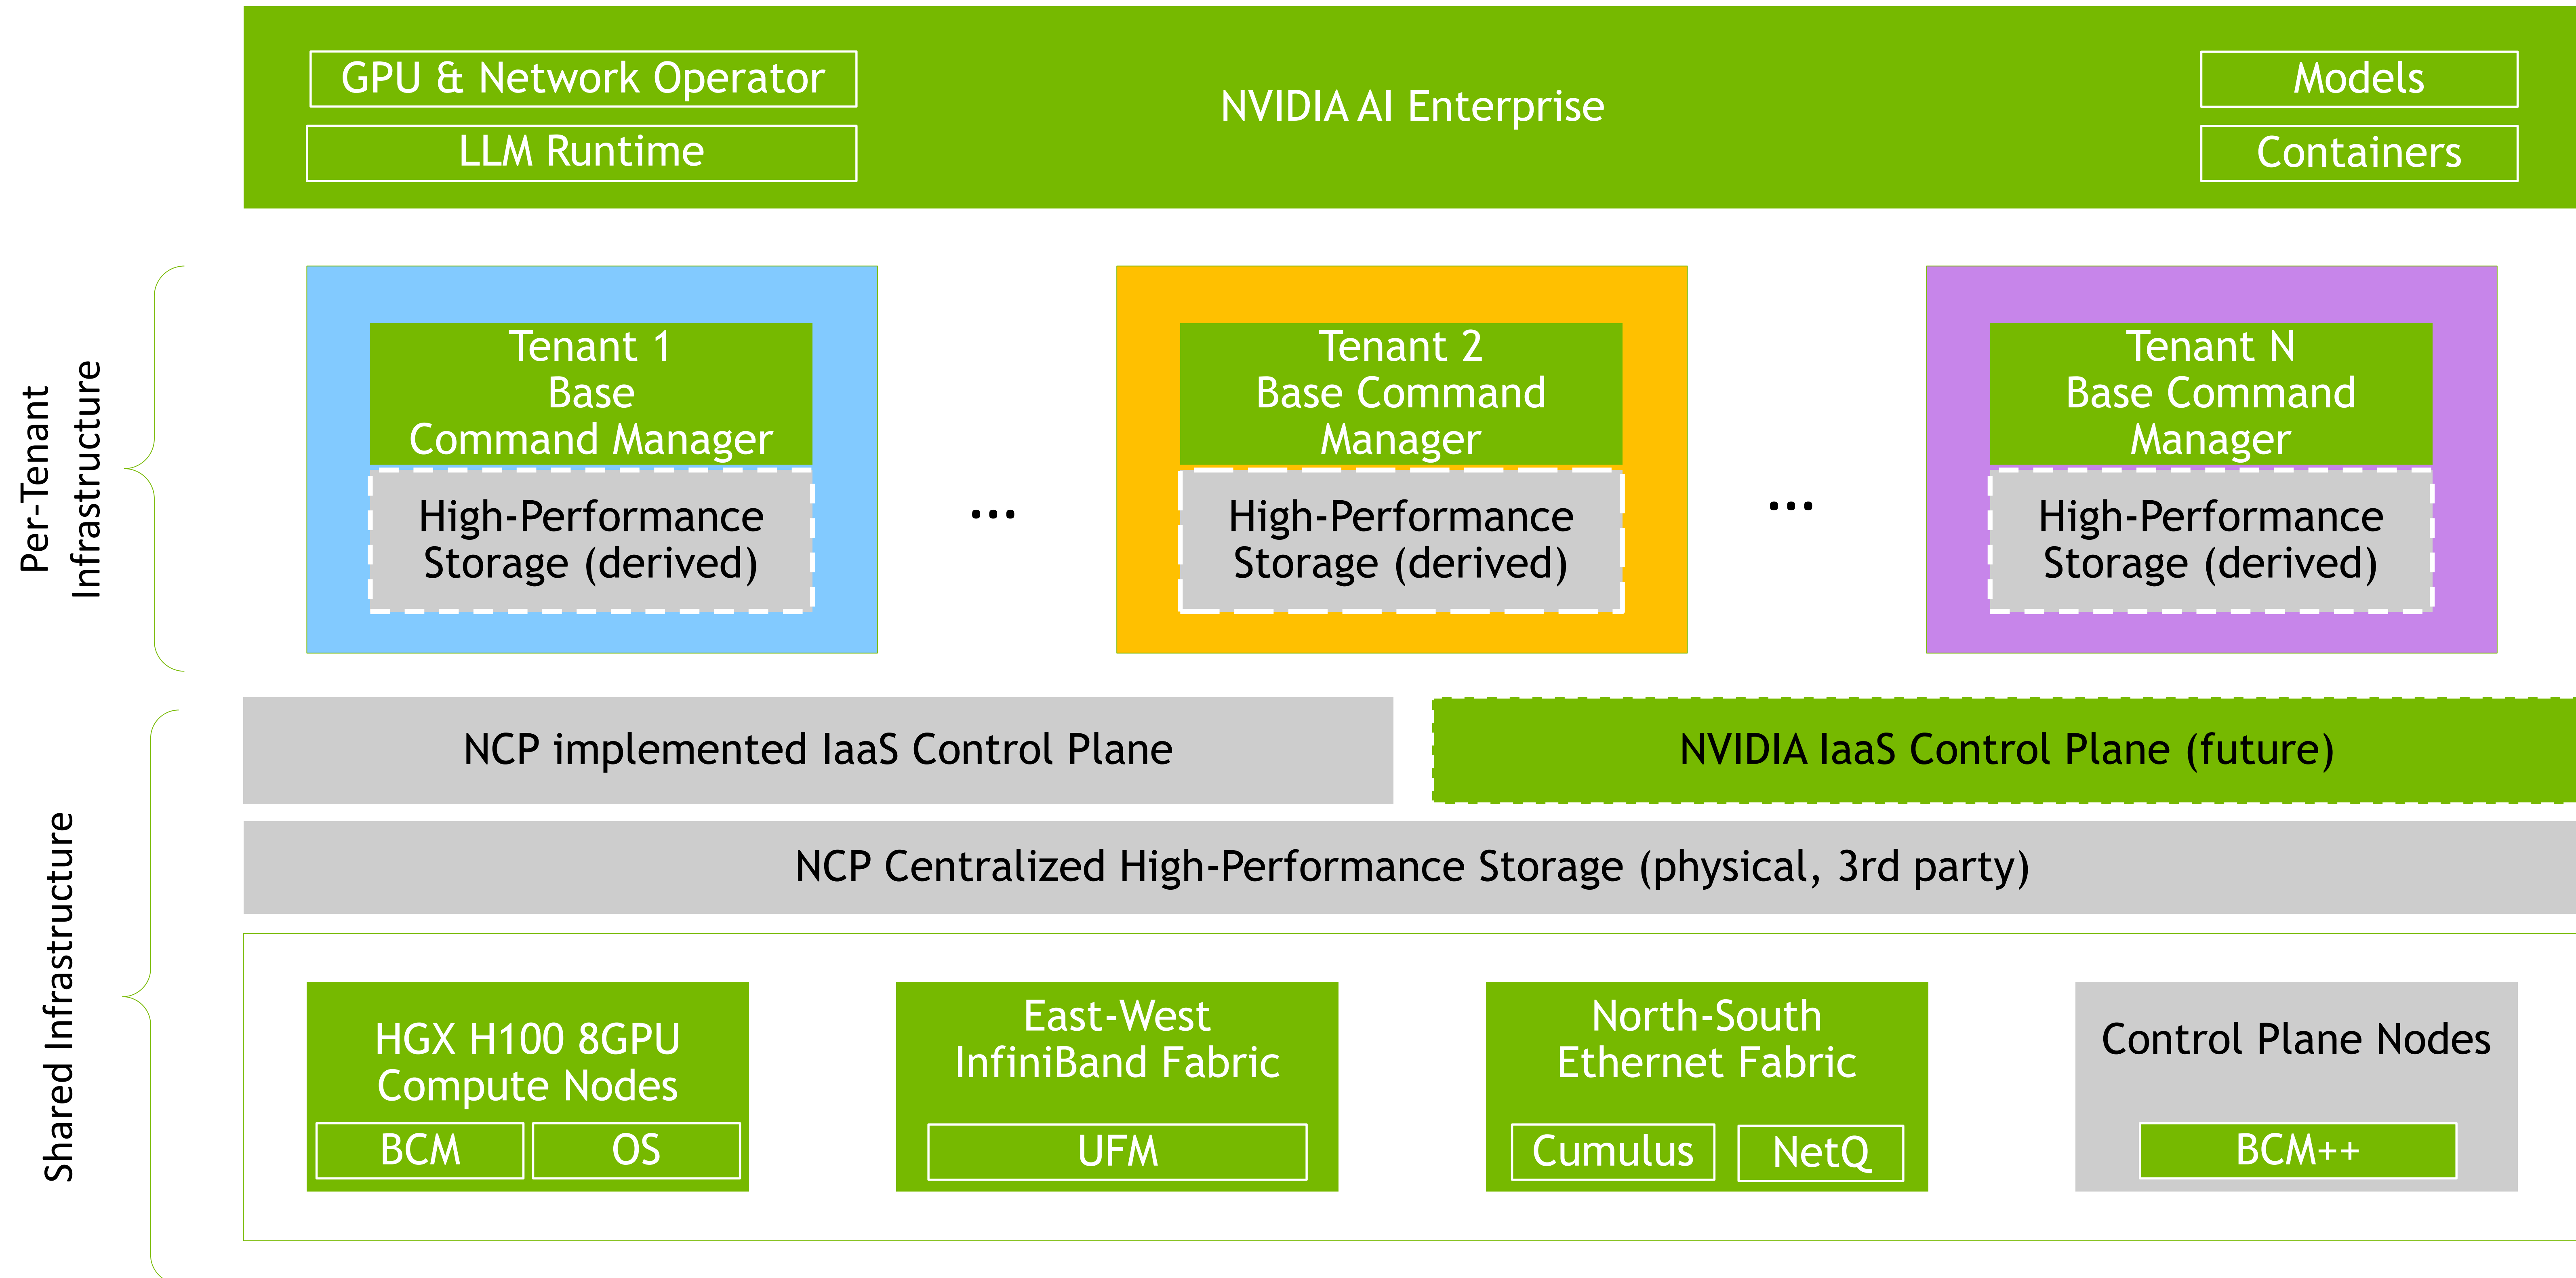 GPU & Network Operator
LLM Runtime
NVIDIA AI Enterprise
Models
Containers
Per-Tenant
Infrastructure
Tenant 1
Base
Command Manager
High-Performance
Storage (derived)
...
Tenant 2
Base Command
Manager
High-Performance
Storage (derived)
...
Tenant N
Base Command
Manager
High-Performance
Storage (derived)
Shared Infrastructure
NCP implemented IaaS Control Plane
NVIDIA IaaS Control Plane (future)
NCP Centralized High-Performance Storage (physical, 3rd party)
HGX H100 8GPU
Compute Nodes
BCM
OS
East-West
InfiniBand Fabric
UFM
North-South
Ethernet Fabric
Cumulus
NetQ
Control Plane Nodes
BCM++